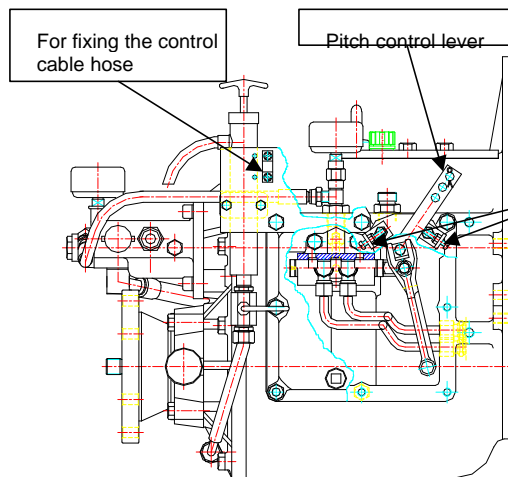 For fixing the control
cable hose
Pitch control lever